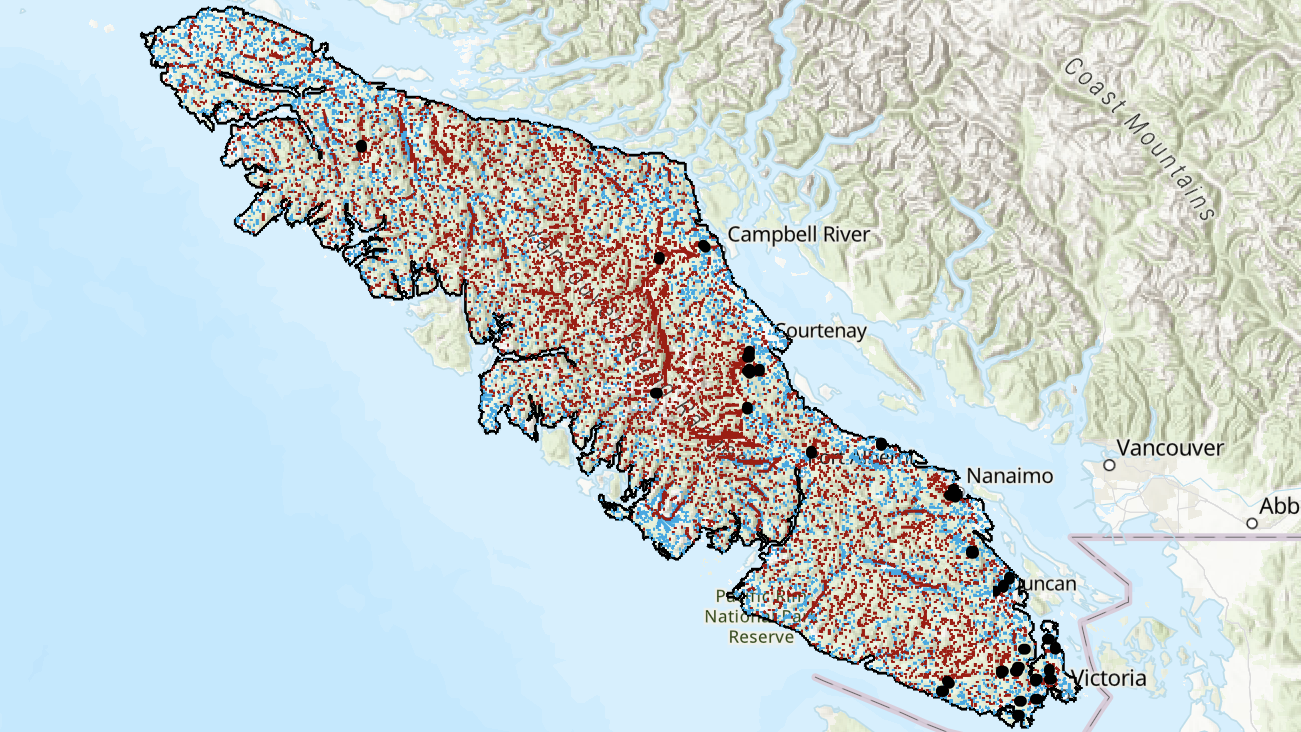 Coast Mountains
Campbell River
Courtenay
Vancouver
Nanaimo
Abb
Duncan
Pacific Rim
National Park
Reserve
Victoria